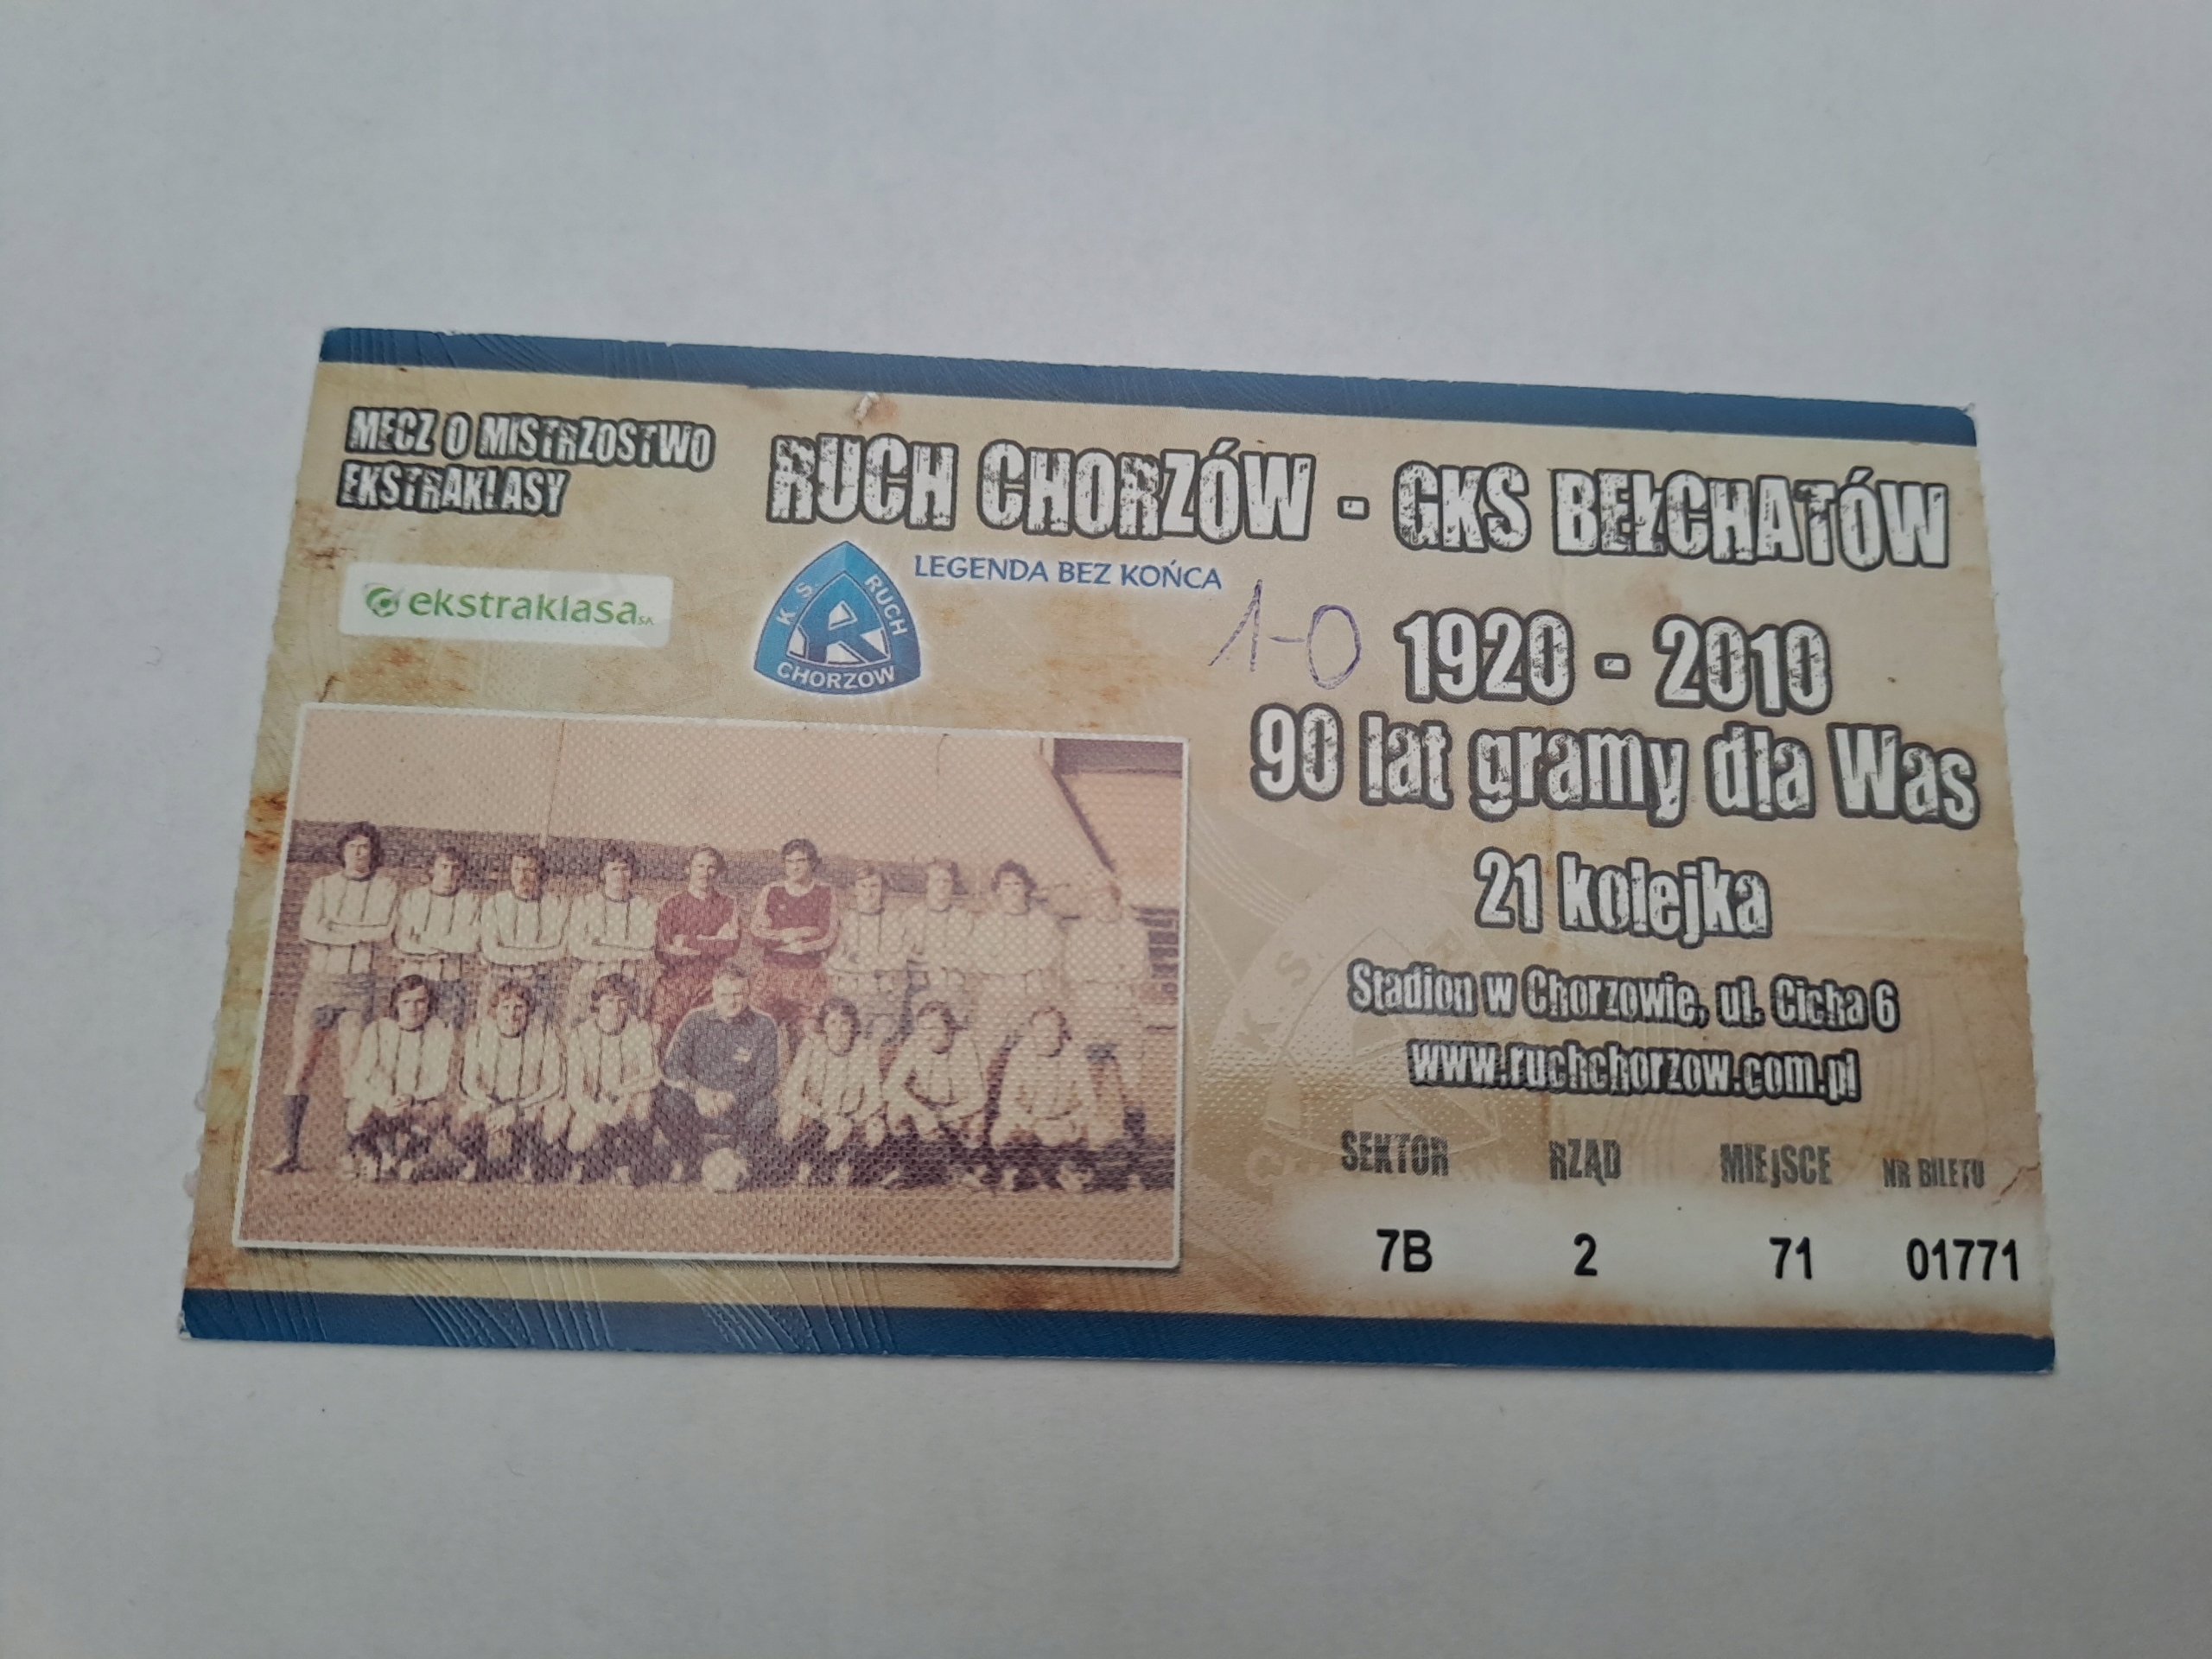 MECZ O MISTRZOSTWO
EKSTRAKLASY
RUCH CHORZÓW - GKS BEŁCHATÓW
ekstraklasa SA
K.S. RUCH
R
CHORZOW
LEGENDA BEZ KOŃCA
1-0
1920 - 2010
90 lat gramy dla Was
21 kolejka
Stadion w Chorzowie, ul. Cicha 6
www.ruchchorzow.com.pl
SEKTOR RZĄD MIEJSCE NR BILETU
7B 2 71 01771